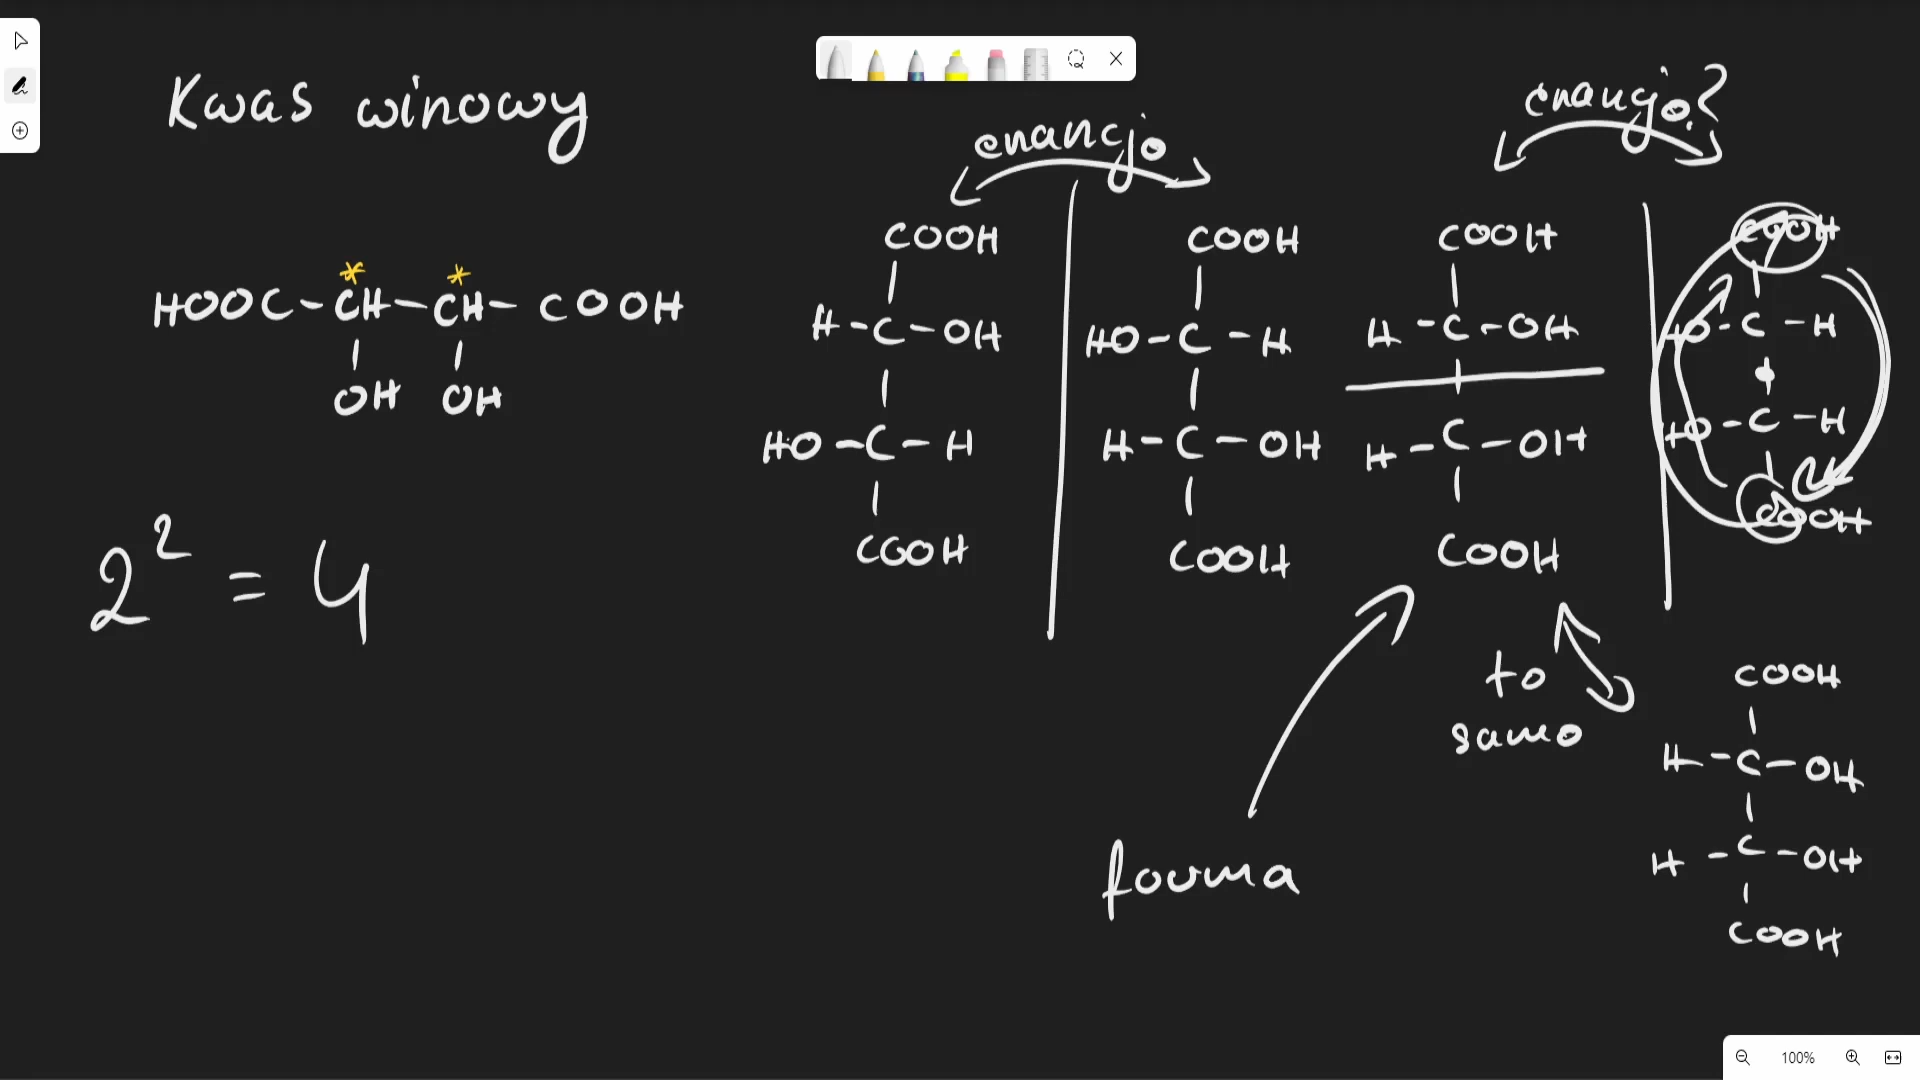 Kwas winowy
HOOC-CH-CH-COOH
* *
OH OH
2² = 4
enancjo
COOH
H-C-OH
HO-C-H
COOH
COOH
HO-C-H
H-C-OH
COOH
enancjo?
COOH
H-C-OH
H-C-OH
COOH
COOH
HO-C-H
HO-C-H
COOH
to
samo
forma
COOH
H-C-OH
H-C-OH
COOH
100%